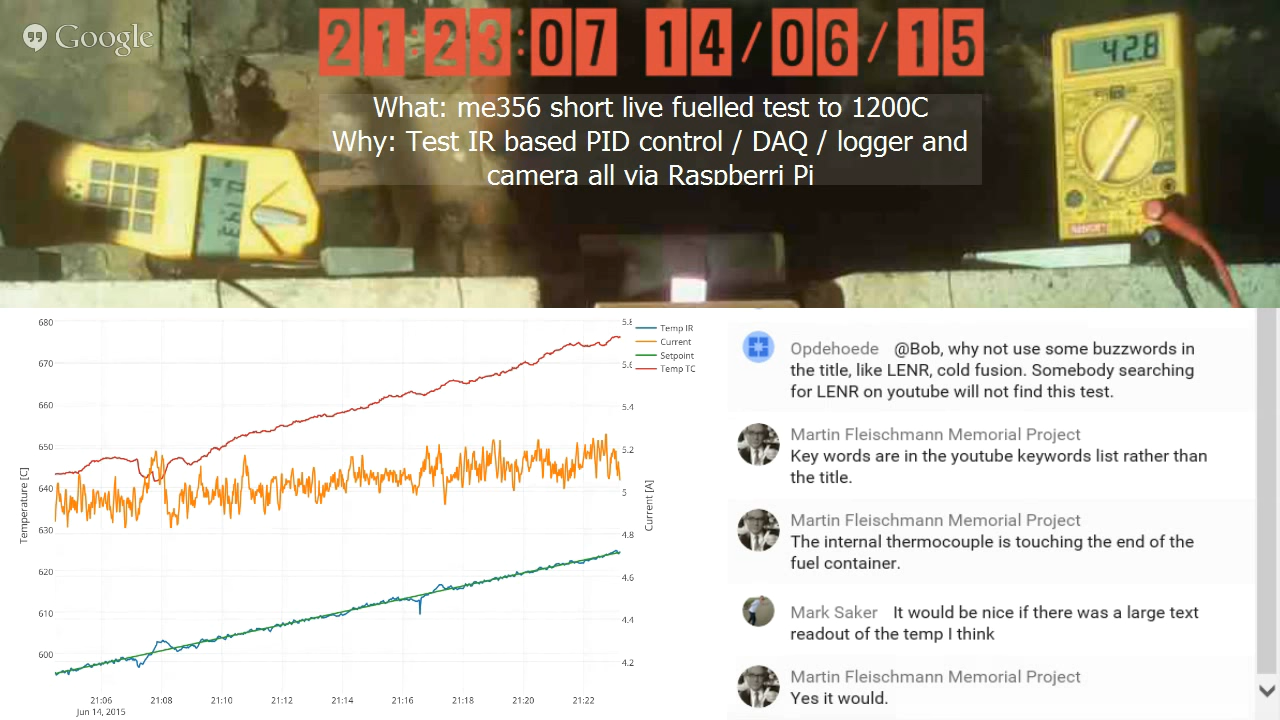 Google
21:23:07 14/06/15
What: me356 short live fuelled test to 1200C
Why: Test IR based PID control / DAQ / logger and
camera all via Raspberri Pi
42.8
680
670
660
650
640
630
620
610
600
Temperature [C]
5.4
5.2
5
4.8
4.6
4.4
4.2
Current [A]
Temp IR
Current
Setpoint
Temp TC
21:06
21:08
21:10
21:12
21:14
21:16
21:18
21:20
21:22
Jun 14, 2015
Opdehoede @Bob, why not use some buzzwords in
the title, like LENR, cold fusion. Somebody searching
for LENR on youtube will not find this test.
Martin Fleischmann Memorial Project
Key words are in the youtube keywords list rather than
the title.
Martin Fleischmann Memorial Project
The internal thermocouple is touching the end of the
fuel container.
Mark Saker It would be nice if there was a large text
readout of the temp I think
Martin Fleischmann Memorial Project
Yes it would.